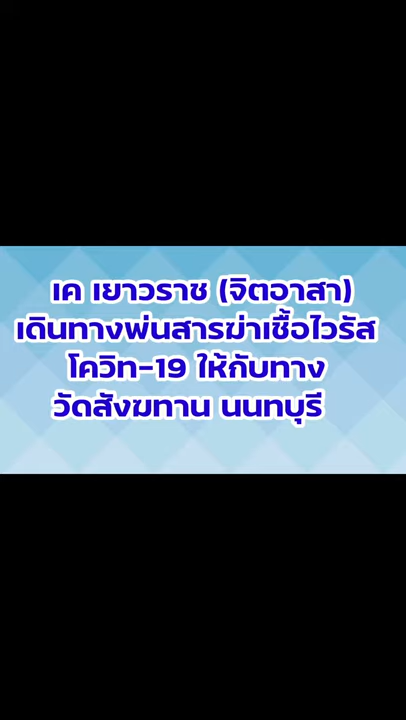 เค เยาวราช (จิตอาสา)
เดินทางพ่นสารฆ่าเชื้อไวรัส
โควิท-19 ให้กับทาง
วัดสังฆทาน นนทบุรี